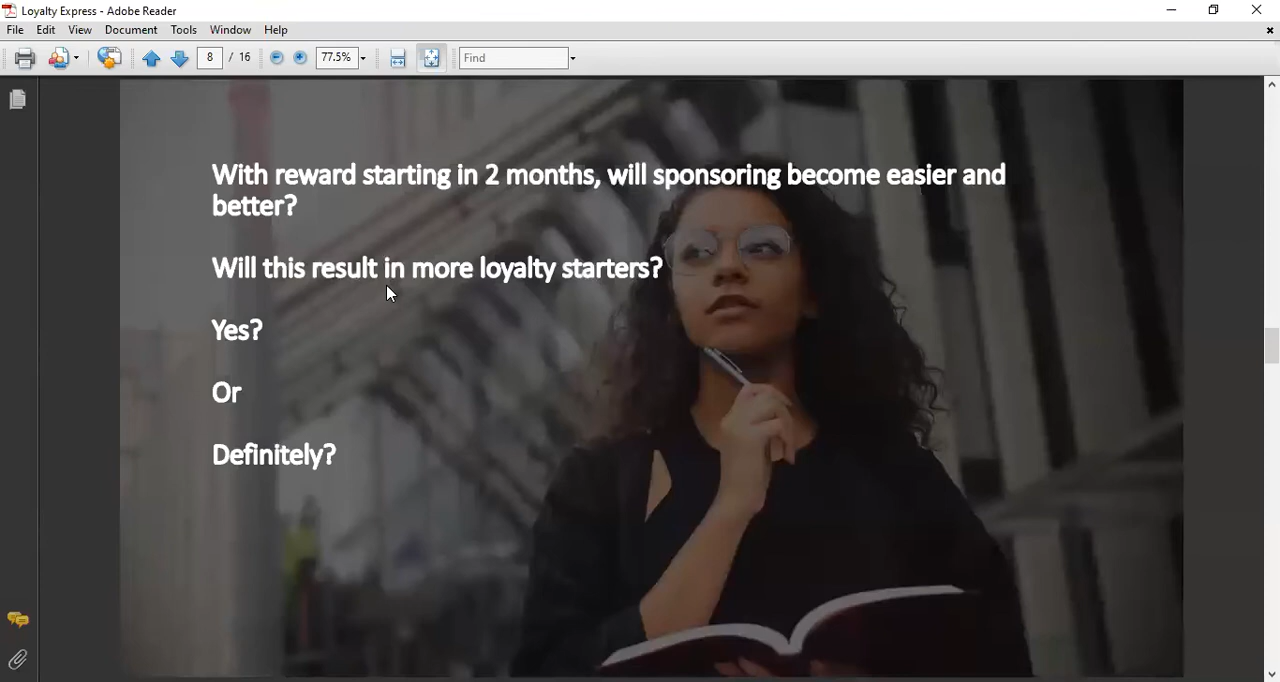 Loyalty Express - Adobe Reader
File Edit View Document Tools Window Help
8 / 16 77.5% Find
With reward starting in 2 months, will sponsoring become easier and
better?
Will this result in more loyalty starters?
Yes?
Or
Definitely?